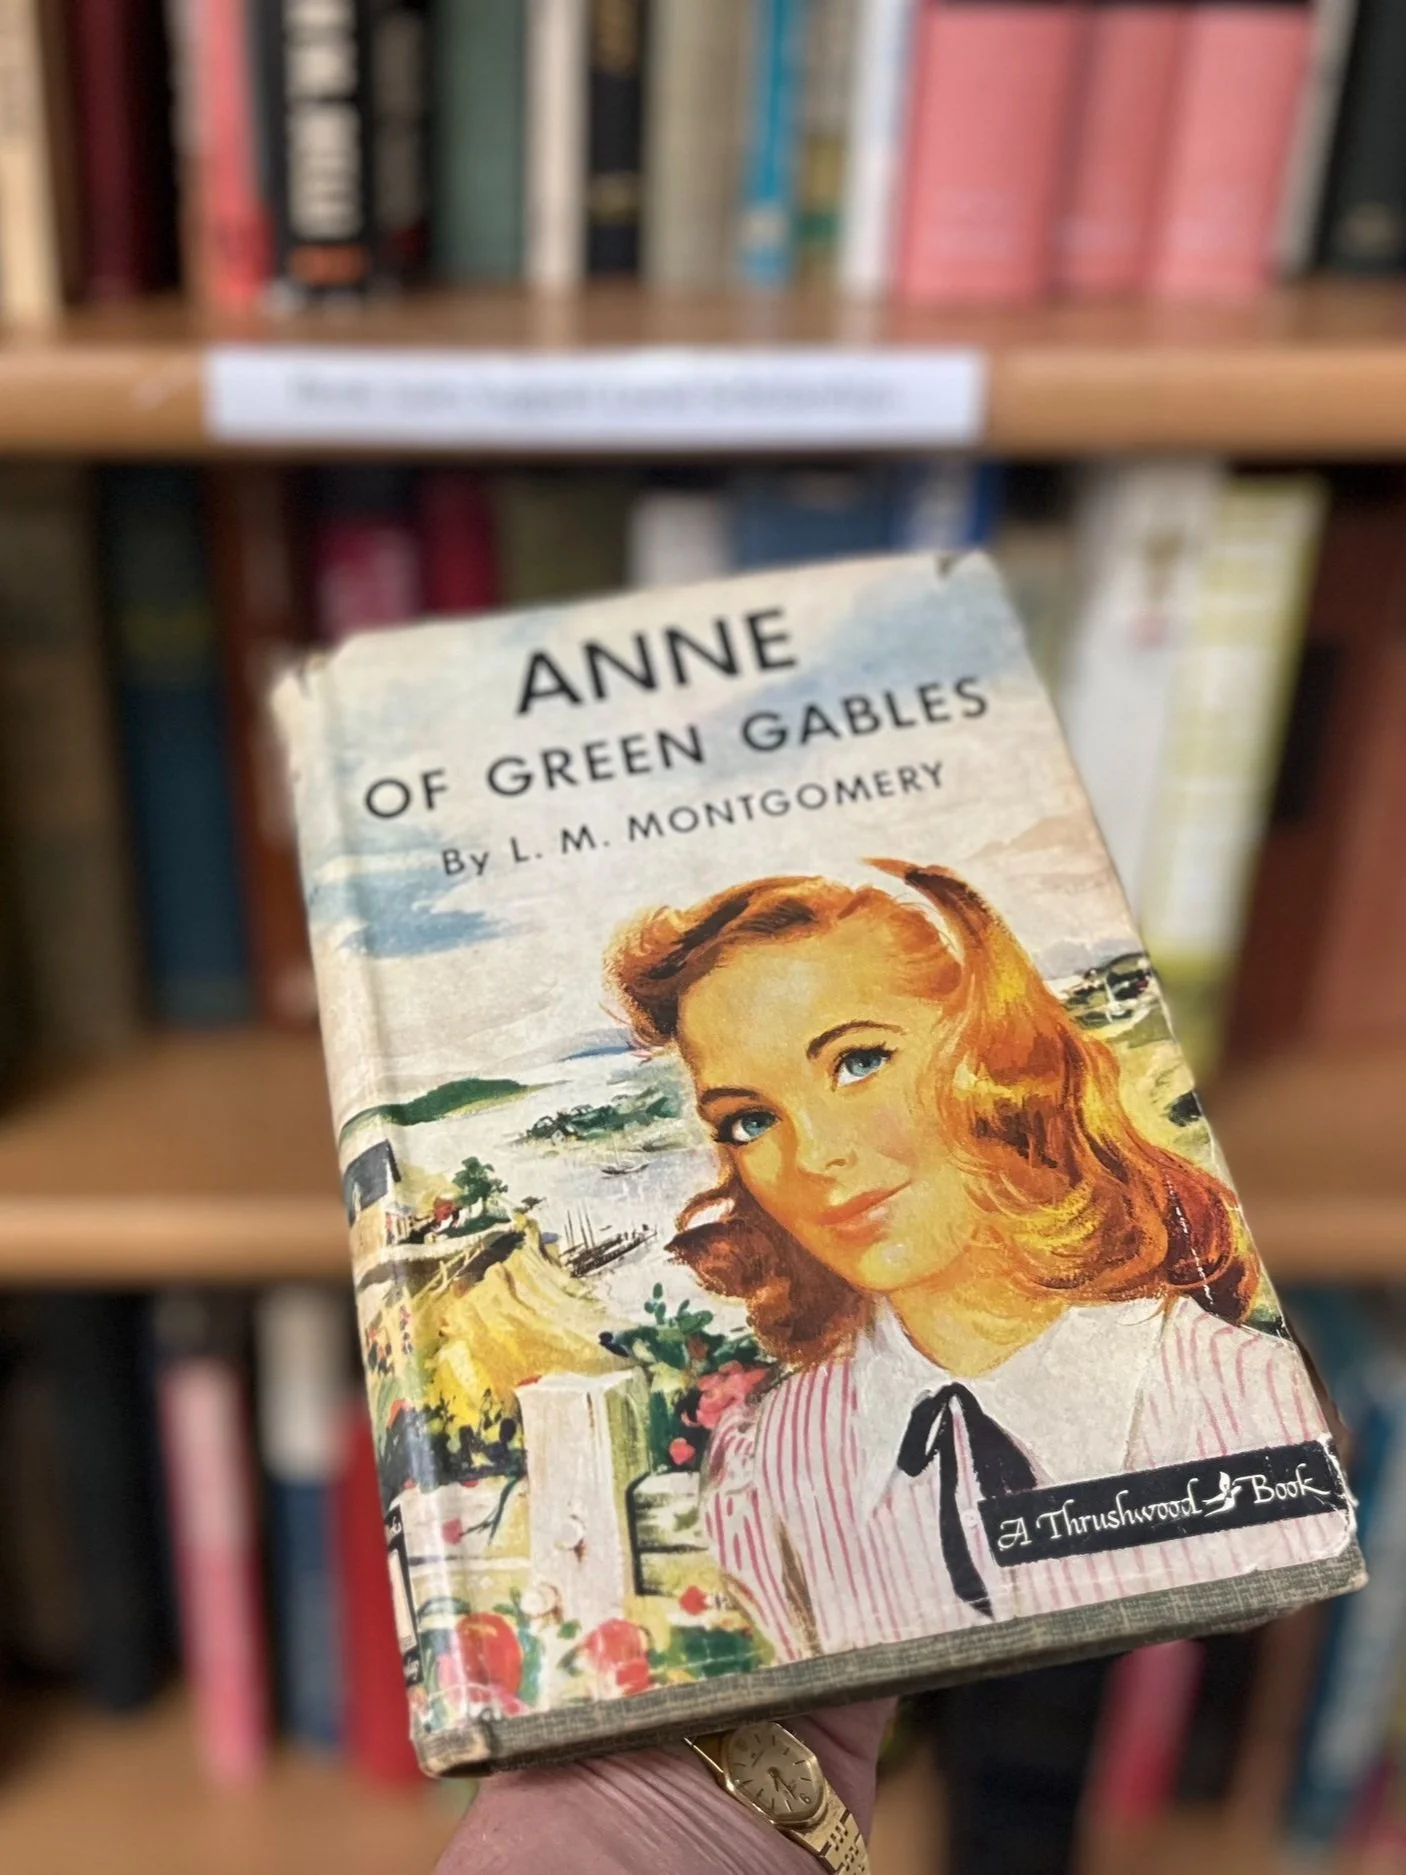 ANNE
OF GREEN GABLES
By L. M. MONTGOMERY
A Thrushwood Book